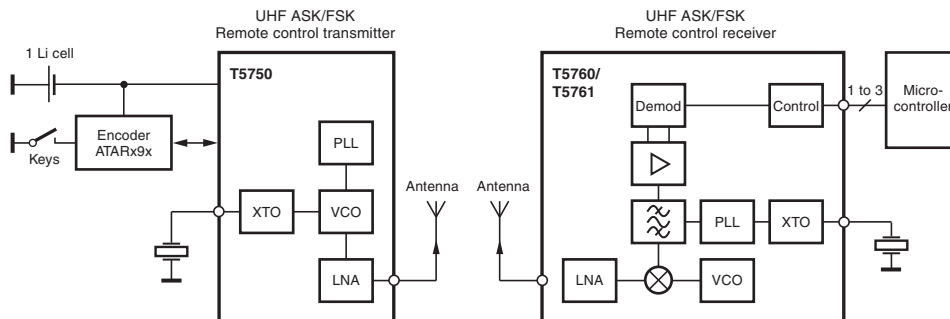 UHF ASK/FSK
Remote control transmitter
UHF ASK/FSK
Remote control receiver
1 Li cell
T5750
T5760/
T5761
Demod
Control
1 to 3
Micro-
controller
Encoder
ATARx9x
Keys
PLL
Antenna
Antenna
XTO
VCO
PLL
XTO
LNA
LNA
VCO